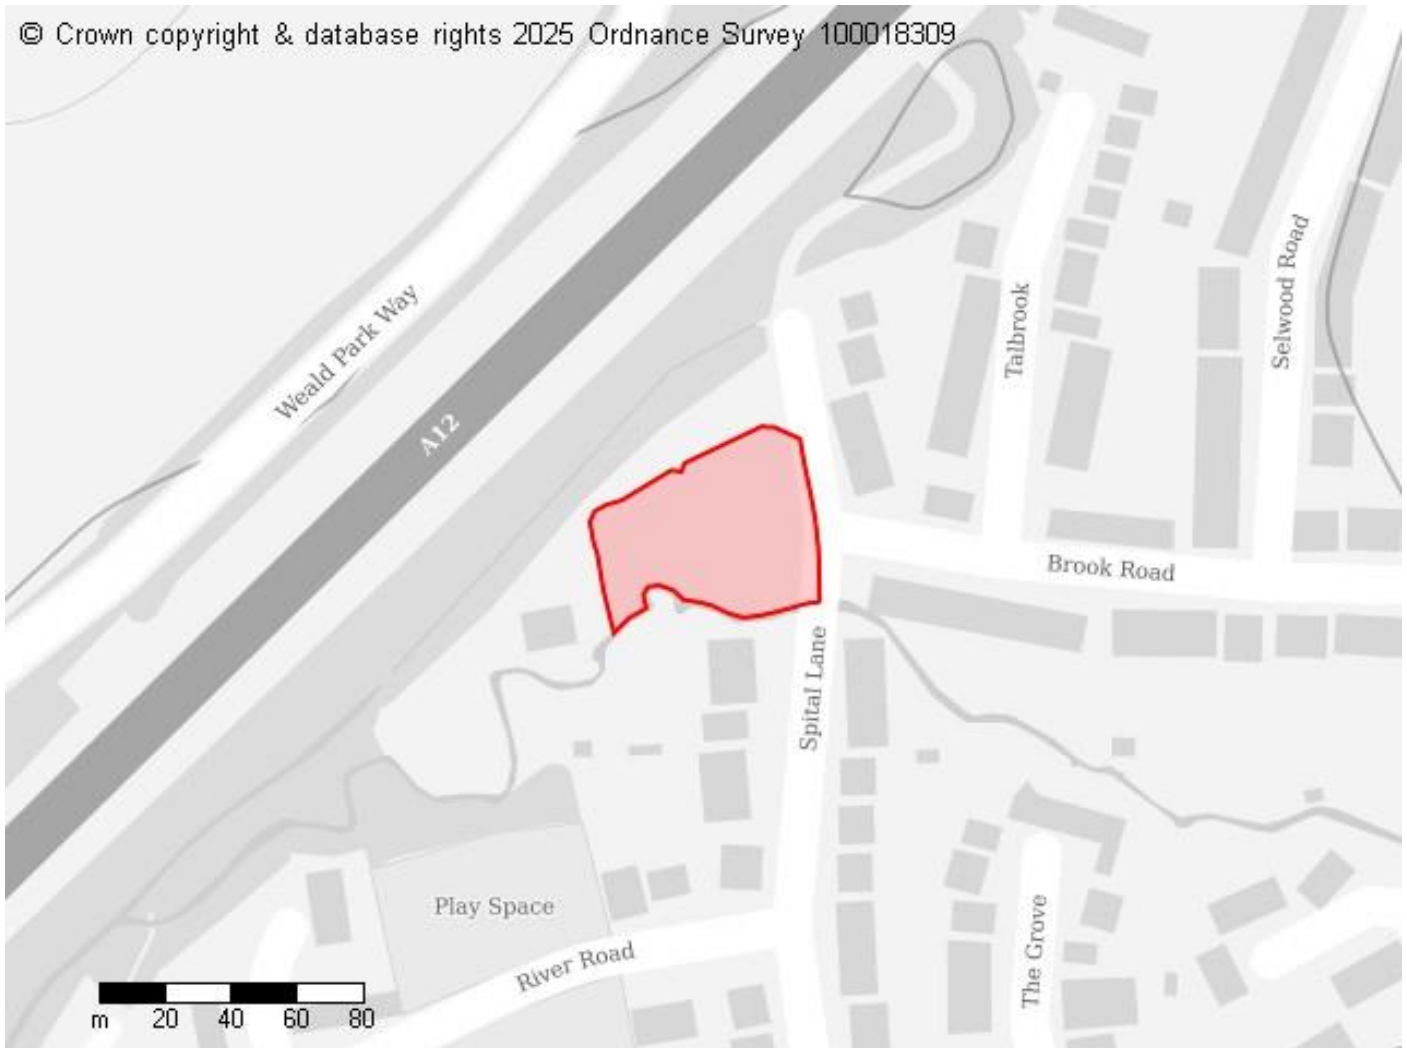 © Crown copyright & database rights 2025 Ordnance Survey 100018309
Weald Park Way
A12
Talbrook
Selwood Road
Brook Road
Spital Lane
Play Space
River Road
The Grove
m 20 40 60 80